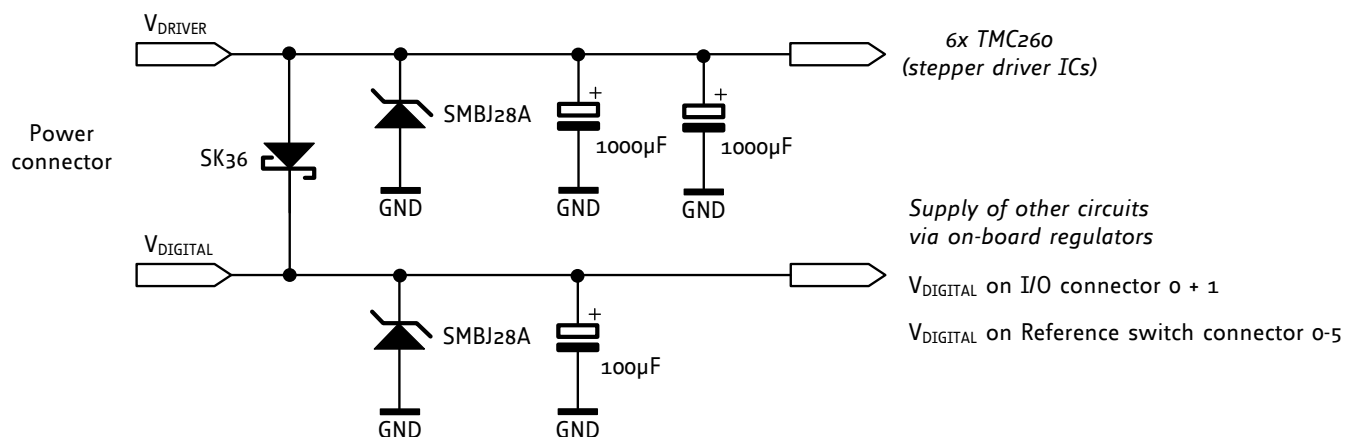 VDRIVER
6x TMC260
(stepper driver ICs)
Power
connector
SK36
SMBJ28A
+
1000µF
+
1000µF
GND
GND
GND
VDIGITAL
Supply of other circuits
via on-board regulators
VDIGITAL on I/O connector 0 + 1
VDIGITAL on Reference switch connector 0-5
SMBJ28A
+
100µF
GND
GND